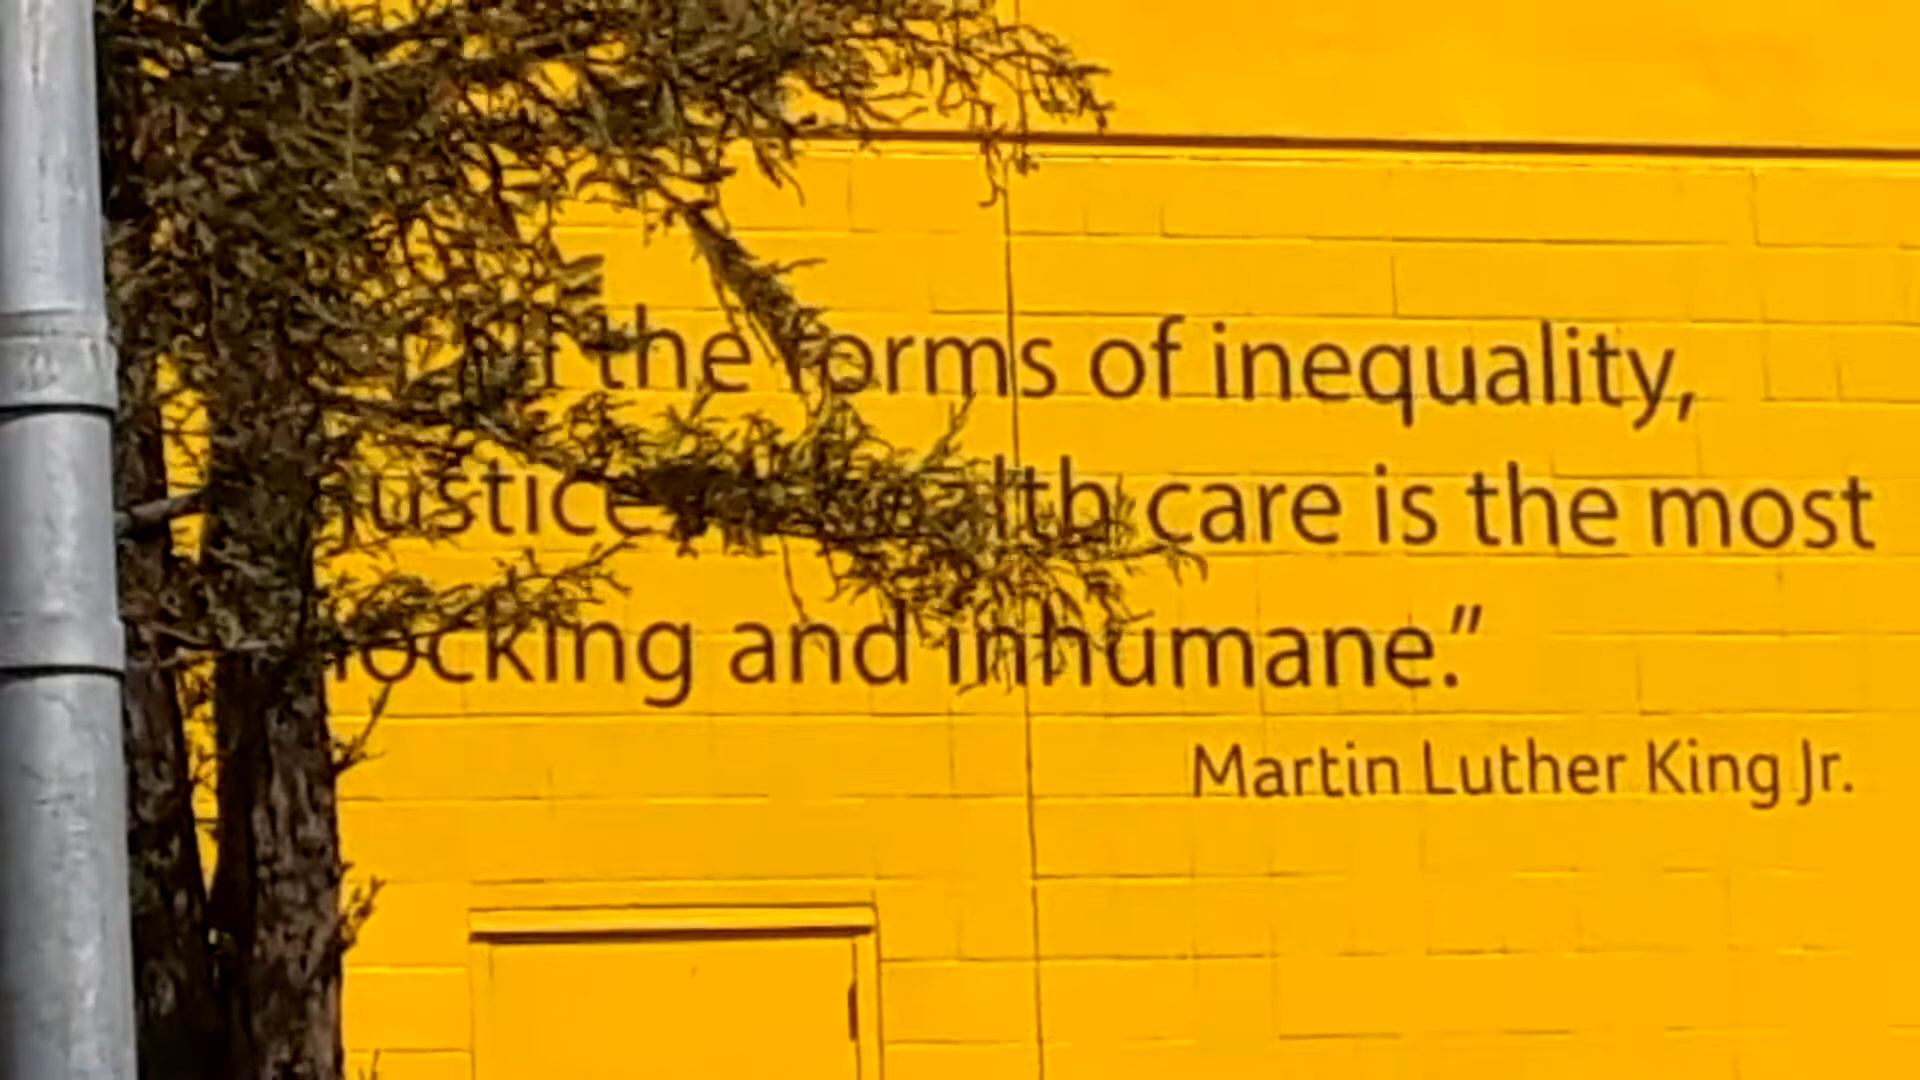 the forms of inequality,
care is the most
and inhumane.”
Martin Luther King Jr.